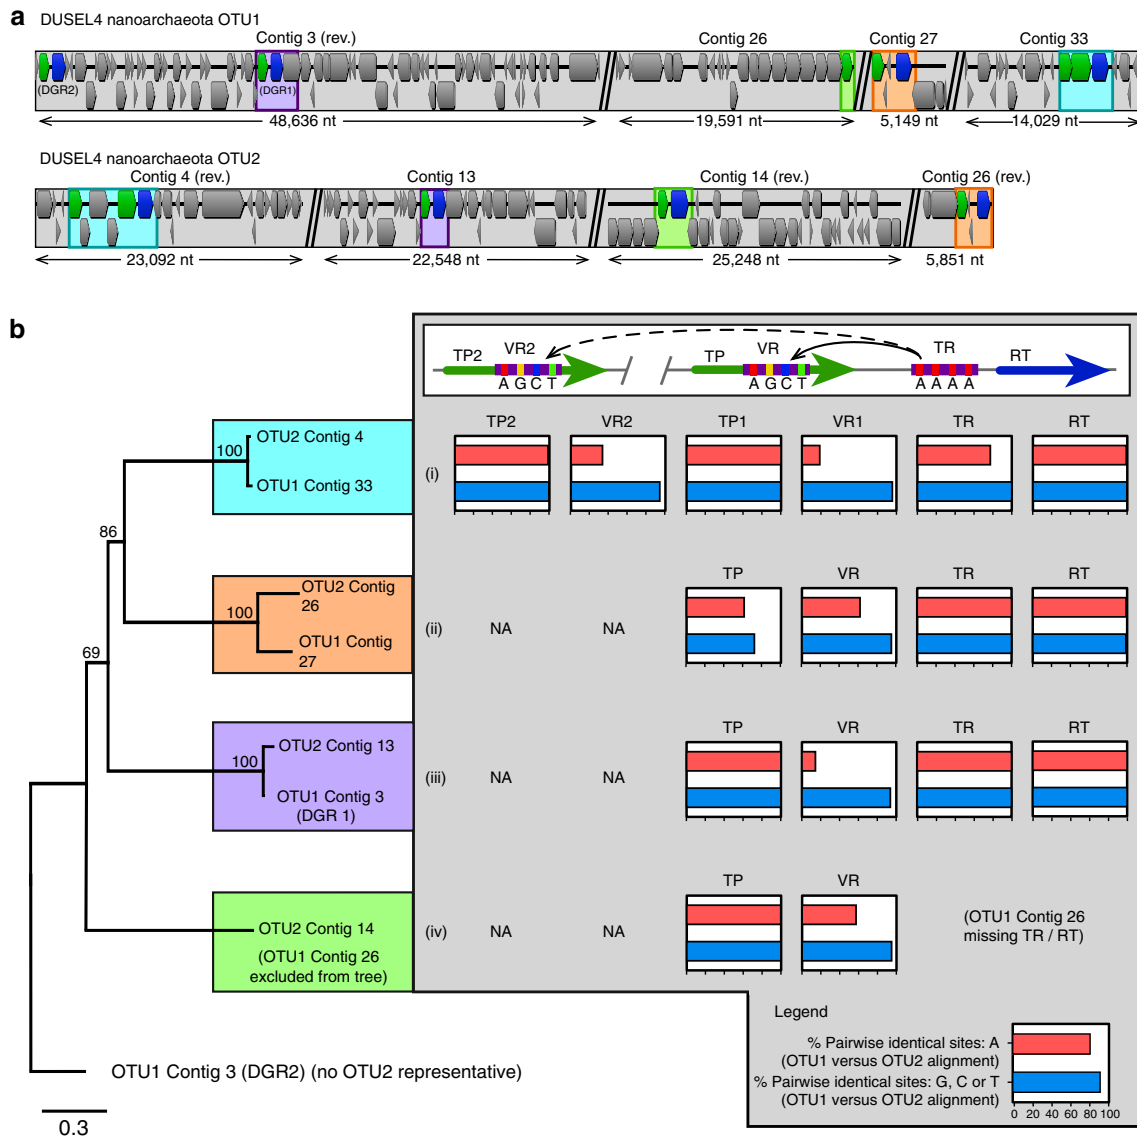 a
DUSEL4 nanoarchaeota OTU1
Contig 3 (rev.)
Contig 26
Contig 27
Contig 33
(DGR2)
(DGR1)
48,636 nt
19,591 nt
5,149 nt
14,029 nt
DUSEL4 nanoarchaeota OTU2
Contig 4 (rev.)
Contig 13
Contig 14 (rev.)
Contig 26 (rev.)
23,092 nt
22,548 nt
25,248 nt
5,851 nt
b
TP2
VR2
TP
VR
TR
RT
A G C T
A G C T
A A A A
TP2
VR2
TP1
VR1
TR
RT
100
OTU2 Contig 4
OTU1 Contig 33
(i)
86
TP
VR
TR
RT
100
OTU2 Contig
26
OTU1 Contig
27
(ii)
NA
NA
69
TP
VR
TR
RT
100
OTU2 Contig 13
OTU1 Contig 3
(DGR 1)
(iii)
NA
NA
TP
VR
OTU2 Contig 14
(OTU1 Contig 26
excluded from tree)
(iv)
NA
NA
(OTU1 Contig 26
missing TR / RT)
Legend
% Pairwise identical sites: A
(OTU1 versus OTU2 alignment)
% Pairwise identical sites: G, C or T
(OTU1 versus OTU2 alignment)
0 20 40 60 80 100
OTU1 Contig 3 (DGR2) (no OTU2 representative)
0.3